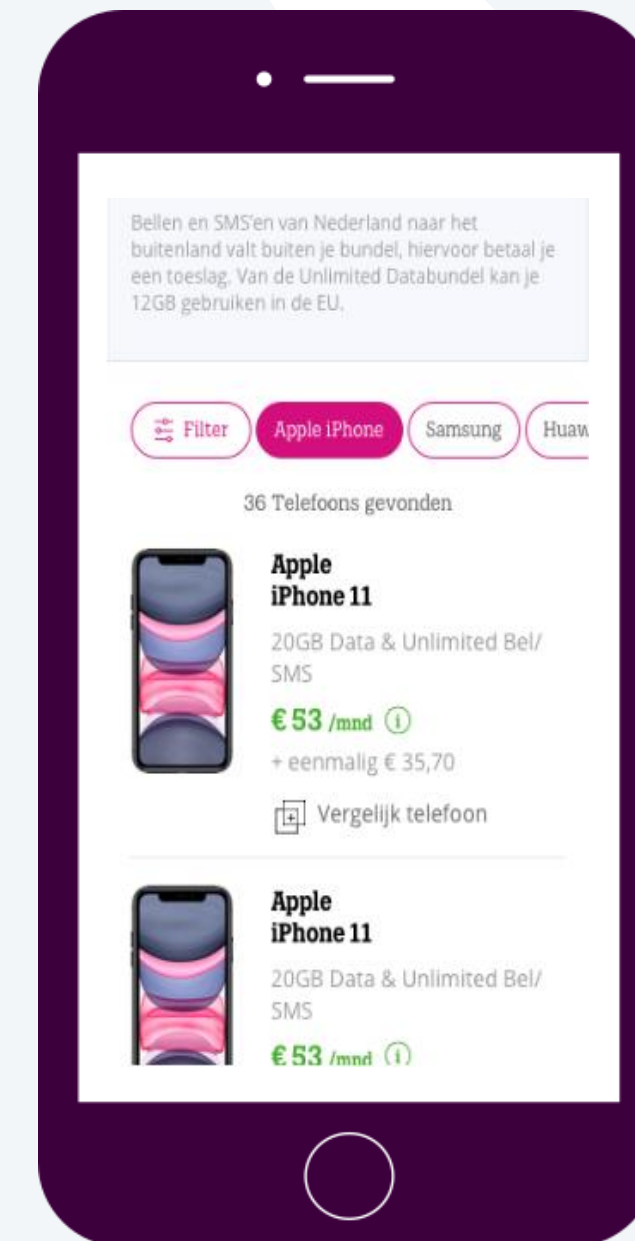 Bellen en SMS'en van Nederland naar het
buitenland valt buiten je bundel, hiervoor betaal je
een toeslag. Van de Unlimited Databundel kan je
12GB gebruiken in de EU.
Filter Apple iPhone Samsung Huaw
36 Telefoons gevonden
Apple
iPhone 11
20GB Data & Unlimited Bel/
SMS
€ 53 /mnd
+ eenmalig € 35,70
Vergelijk telefoon
Apple
iPhone 11
20GB Data & Unlimited Bel/
SMS
€ 53 /mnd